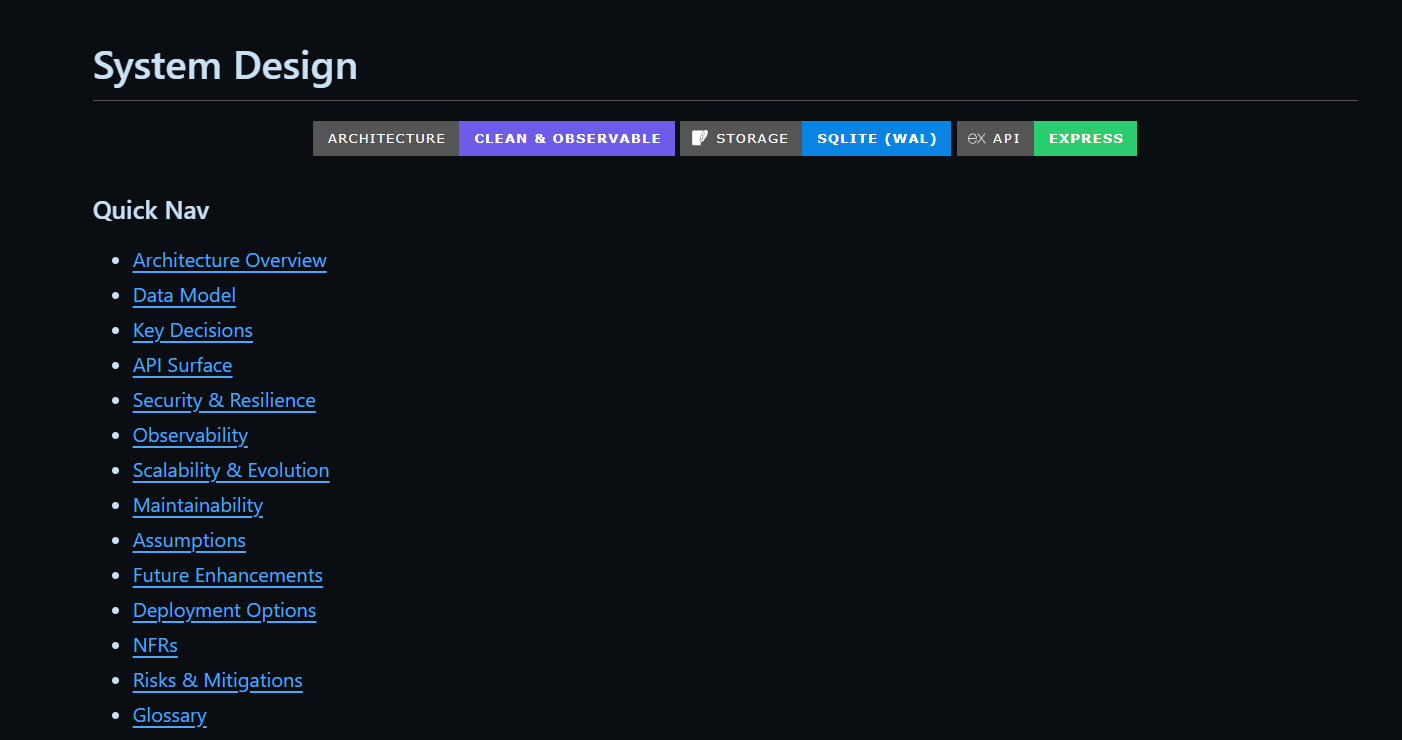 System Design
ARCHITECTURE CLEAN & OBSERVABLE STORAGE SQLITE (WAL) ex API EXPRESS
Quick Nav
Architecture Overview
Data Model
Key Decisions
API Surface
Security & Resilience
Observability
Scalability & Evolution
Maintainability
Assumptions
Future Enhancements
Deployment Options
NFRs
Risks & Mitigations
Glossary